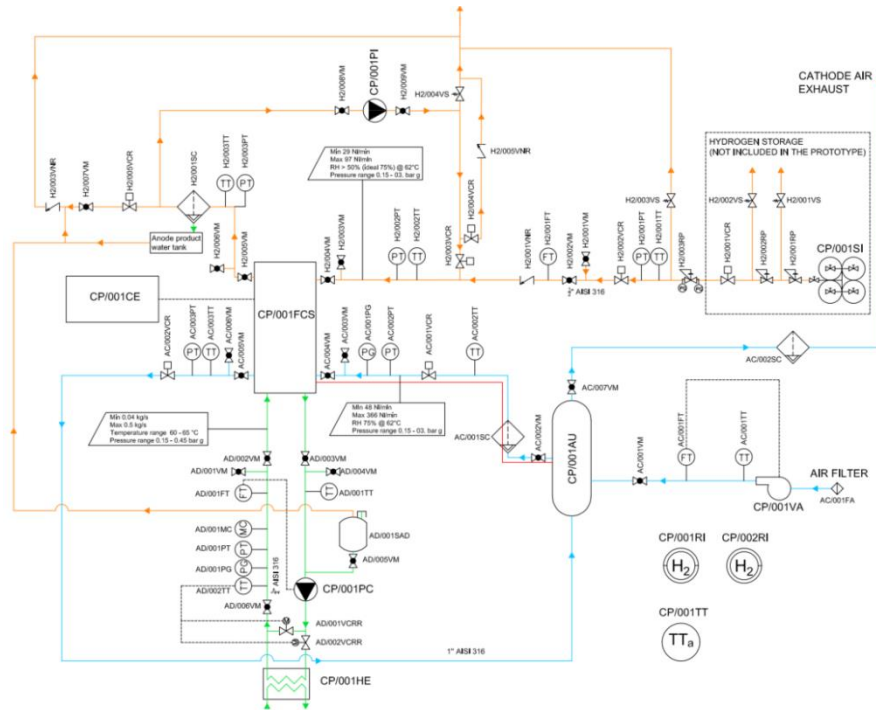 CATHODE AIR
EXHAUST
HYDROGEN STORAGE
(NOT INCLUDED IN THE PROTOTYPE)
CP/001PI
H2/008VM
H2/009VM
H2/004VS
H2/005VNR
H2/003VNR
H2/007VM
H2/005VCR
H2/001SC
H2/003TT
H2/003PT
TT
PT
Min 29 Nl/min
Max 97 Nl/min
RH > 50% (ideal 75%) @ 62°C
Pressure range 0.15 - 03. bar g
H2/004VCR
H2/003VCR
H2/003VS
H2/002VS
H2/001VS
Anode product
water tank
H2/006VM
H2/005VM
H2/004VM
H2/003VM
H2/002PT
H2/002TT
PT
TT
H2/001VNR
H2/001FT
FT
H2/002VM
H2/001VM
H2/002VCR
H2/001PT
H2/001TT
PT
TT
H2/003RP
H2/001VCR
H2/002RP
H2/001RP
CP/001SI
AISI 316
CP/001CE
CP/001FCS
AC/002VCR
AC/003PT
AC/003TT
AC/006VM
AC/005VM
PT
TT
AC/004VM
AC/003VM
AC/001PG
AC/002PT
PG
PT
AC/001VCR
AC/002TT
TT
AC/002SC
AC/007VM
Min 0.04 kg/s
Max 0.5 kg/s
Temperature range 60 - 65 °C
Pressure range 0.15 - 0.45 bar g
Min 48 Nl/min
Max 366 Nl/min
RH 75% @ 62°C
Pressure range 0.15 - 03. bar g
AC/001SC
AC/002VM
CP/001AU
AC/001VM
AC/001FT
FT
AC/001TT
TT
CP/001VA
AIR FILTER
AC/001FA
AD/002VM
AD/003VM
AD/001VM
AD/004VM
AD/001FT
FT
TT
AD/001TT
AD/001MC
MC
AD/001PT
PT
AD/001PG
PG
AD/002TT
TT
AISI 316
AD/001SAD
AD/005VM
CP/001PC
AD/006VM
M
AD/001VCRR
AD/002VCRR
CP/001HE
1" AISI 316
CP/001RI
CP/002RI
H2
H2
CP/001TT
TTa